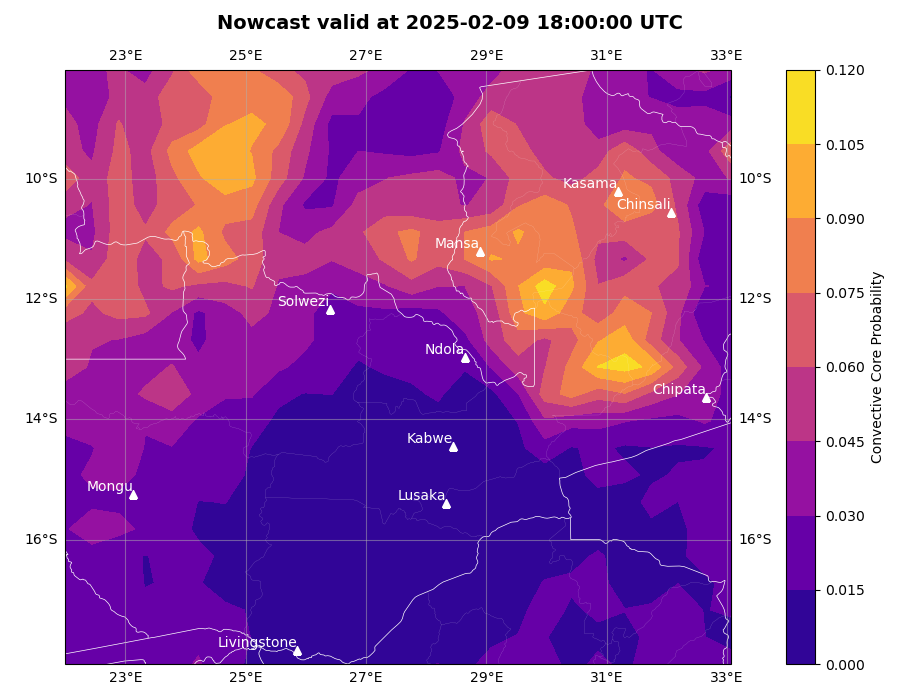 Nowcast valid at 2025-02-09 18:00:00 UTC
23°E 25°E 27°E 29°E 31°E 33°E
0.120
0.105
10°S Kasama 10°S
Chinsali
0.090
Mansa
0.075
12°S Solwezi 12°S
Ndola
0.060
Chipata
14°S 14°S
Kabwe
0.045
Mongu Lusaka
0.030
16°S 16°S
0.015
Livingstone
0.000
23°E 25°E 27°E 29°E 31°E 33°E
Convective Core Probability